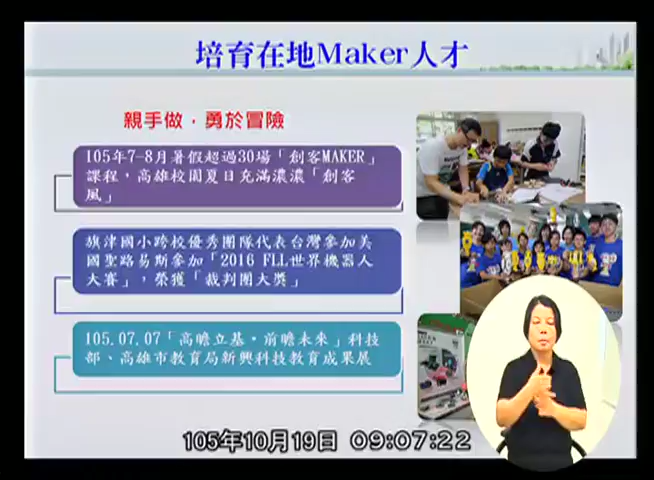 培育在地Maker人才
親手做，勇於冒險
105年7-8月暑假超過30場「創客MAKER」
課程，高雄校園夏日充滿濃濃「創客
風」
旗津國小跨校優秀團隊代表台灣參加美
國聖路易斯參加「2016 FLL世界機器人
大賽」，榮獲「裁判團大獎」
105.07.07「高瞻立基‧前瞻未來」科技
部、高雄市教育局新興科技教育成果展
105年10月19日 09:07:22